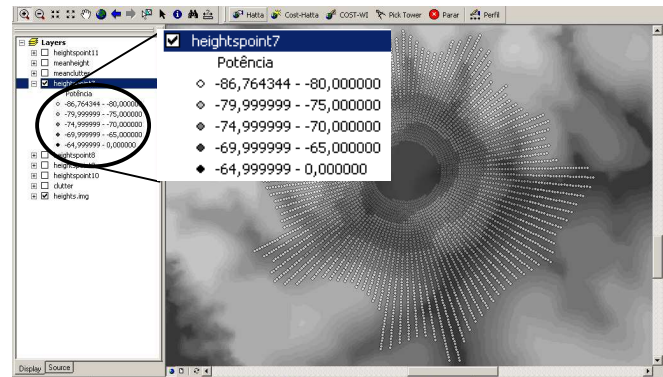 Hatta Cost-Hatta COST-WI Pick Tower Parar Perfil
Layers
heightspoint11
meanheight
meanclutter
heightspoint7
Potência
-86,764344 - -80,000000
-79,999999 - -75,000000
-74,999999 - -70,000000
-69,999999 - -65,000000
-64,999999 - 0,000000
heightspoint8
heightspoint10
clutter
heights.img
Display Source
heightspoint7
Potência
-86,764344 - -80,000000
-79,999999 - -75,000000
-74,999999 - -70,000000
-69,999999 - -65,000000
-64,999999 - 0,000000